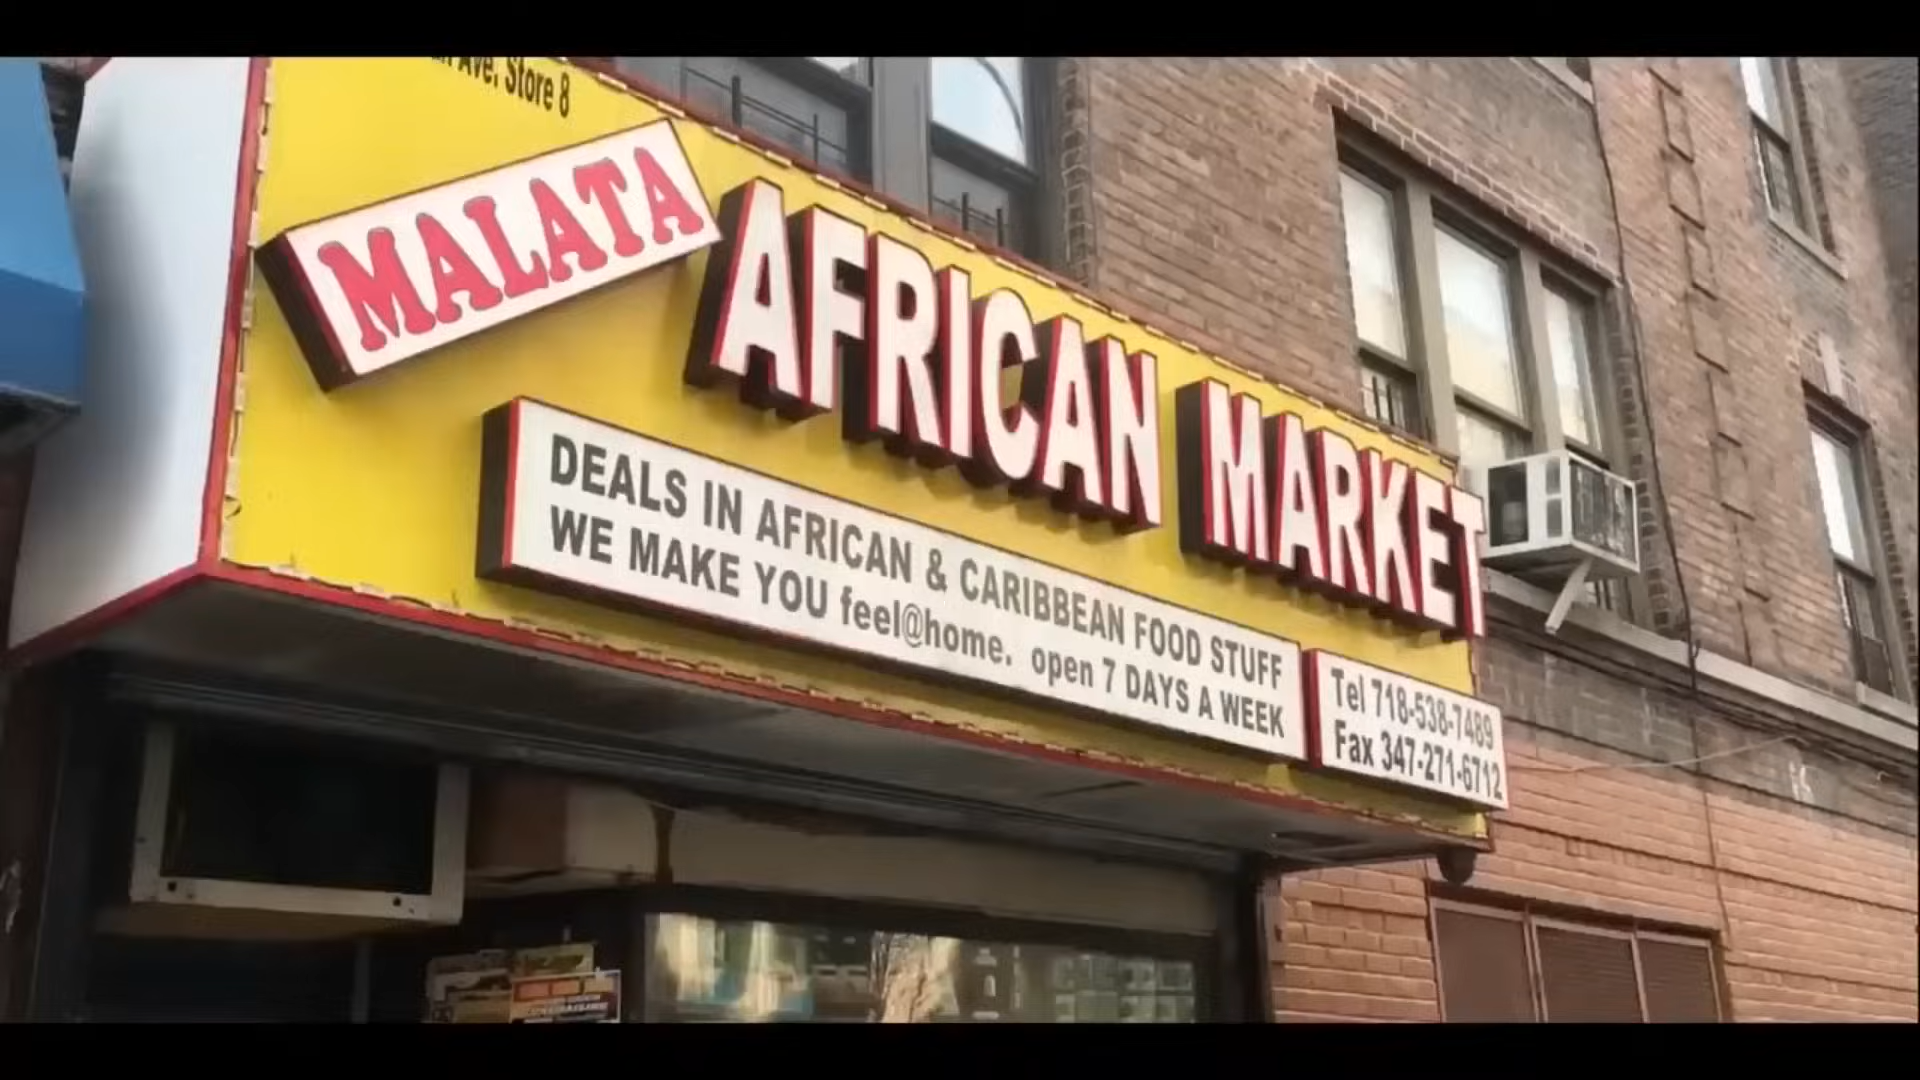 Ave. Store 8
MALATA
AFRICAN MARKET
DEALS IN AFRICAN & CARIBBEAN FOOD STUFF
WE MAKE YOU feel@home. open 7 DAYS A WEEK
Tel 718-538-7489
Fax 347-271-6712